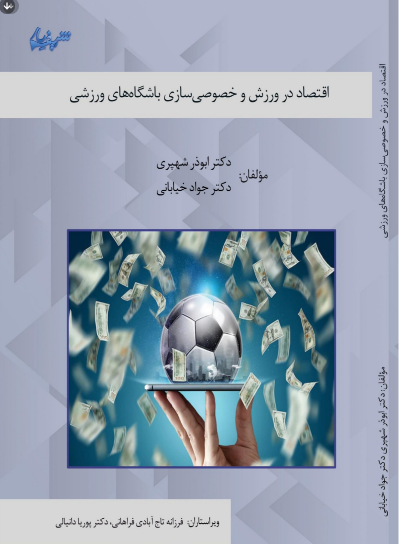 اقتصاد در ورزش و خصوصی‌سازی باشگاه‌های ورزشی
مؤلفان:
دکتر ابوذر شهپری
دکتر جواد خیابانی
ویراستاران: فرزانه تاج آبادی فراهانی، دکتر پوریا دانیالی
اقتصاد در ورزش و خصوصی‌سازی باشگاه‌های ورزشی
مؤلفان: دکتر ابوذر شهپری دکتر جواد خیابانی